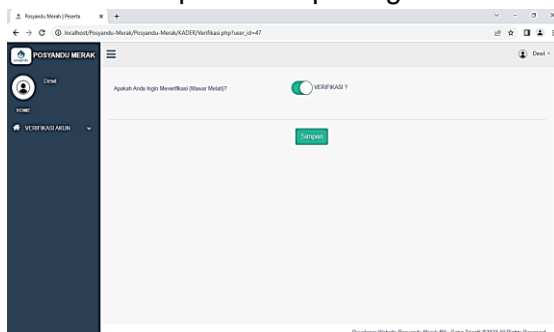 Posyandu Merak | Peserta
localhost/Posyandu-Merak/Posyandu-Merak/KADER/Verifikasi.php?user_id=47
POSYANDU MERAK
Dewi
Dewi
Apakah Anda Ingin Meverifikasi (Mawar Melati)?
VERIFIKASI ?
HOME
VERIFIKASI AKUN
Simpan